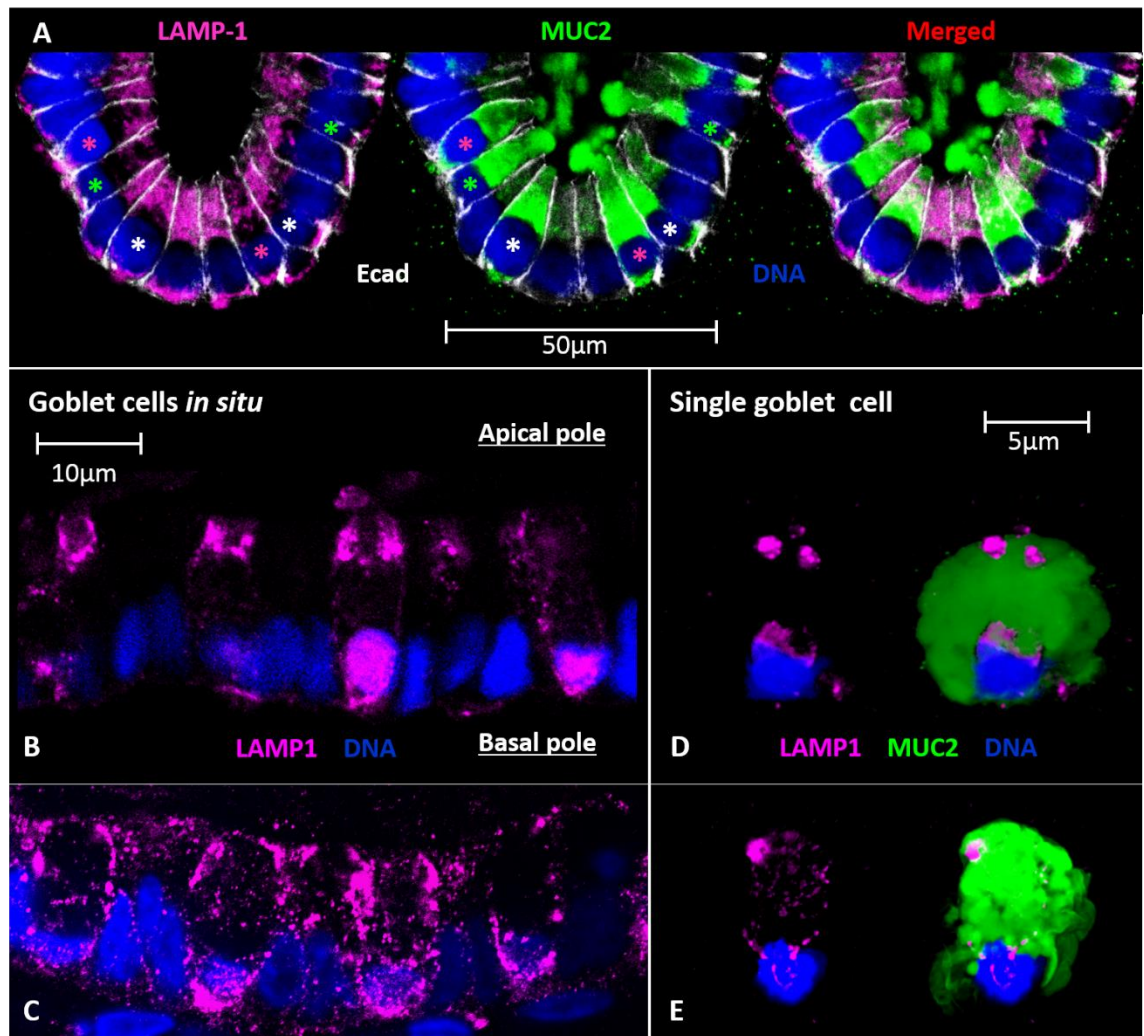 A LAMP-1 MUC2 Merged
* * * *
* * * *
* * * *
Ecad DNA
50µm
Goblet cells in situ
Apical pole
10µm
B LAMP1 DNA Basal pole
Single goblet cell
5µm
D LAMP1 MUC2 DNA
C
E